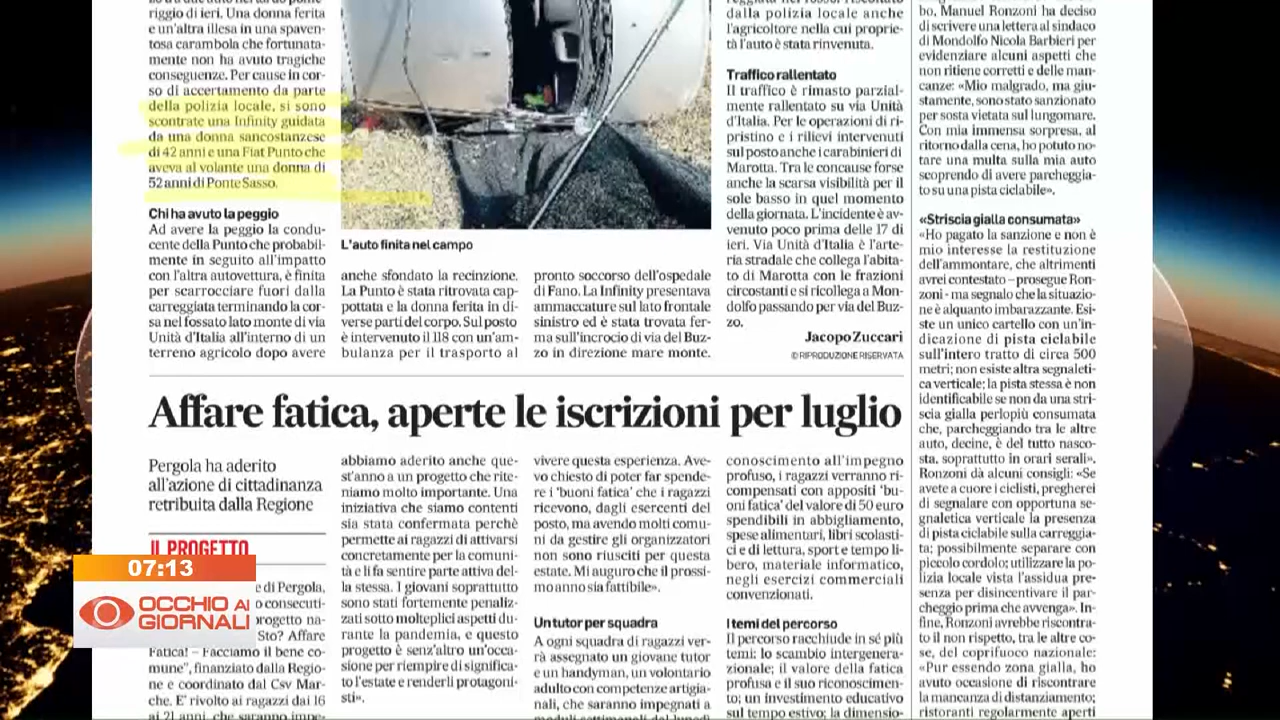 riggio di ieri. Una donna ferita
e un'altra illesa in una spaven-
tosa carambola che fortunata-
mente non ha avuto tragiche
conseguenze. Per cause in cor-
so di accertamento da parte
della polizia locale, si sono
scontrate una Infinity guidata
da una donna sancostanzese
di 42 anni e una Fiat Punto che
aveva al volante una donna di
52 anni di Ponte Sasso.
Chi ha avuto la peggio
Ad avere la peggio la condu-
cente della Punto che probabil-
mente in seguito all'impatto
con l'altra autovettura, è finita
per scarrocciare fuori dalla
carreggiata terminando la cor-
sa nel fossato lato monte di via
Unità d'Italia all'interno di un
terreno agricolo dopo avere
L'auto finita nel campo
anche sfondato la recinzione.
La Punto è stata ritrovata cap-
pottata e la donna ferita in di-
verse parti del corpo. Sul posto
è intervenuto il 118 con un'am-
bulanza per il trasporto al
pronto soccorso dell'ospedale
di Fano. La Infinity presentava
ammaccature sul lato frontale
sinistro ed è stata trovata fer-
ma sull'incrocio di via del Buz-
zo in direzione mare monte.
dalla polizia locale anche
l'agricoltore nella cui proprie-
tà l'auto è stata rinvenuta.
Traffico rallentato
Il traffico è rimasto parzial-
mente rallentato su via Unità
d'Italia. Per le operazioni di ri-
pristino e i rilievi intervenuti
sul posto anche i carabinieri di
Marotta. Tra le concause forse
anche la scarsa visibilità per il
sole basso in quel momento
della giornata. L'incidente è av-
venuto poco prima delle 17 di
ieri. Via Unità d'Italia è l'arte-
ria stradale che collega l'abita-
to di Marotta con le frazioni
circostanti e si ricollega a Mon-
dolfo passando per via del Buz-
zo.
Jacopo Zuccari
© RIPRODUZIONE RISERVATA
bo, Manuel Ronzoni ha deciso
di scrivere una lettera al sindaco
di Mondolfo Nicola Barbieri per
evidenziare alcuni aspetti che
non ritiene corretti e delle man-
canze: «Mio malgrado, ma giu-
stamente, sono stato sanzionato
per sosta vietata sul lungomare.
Con mia immensa sorpresa, al
ritorno dalla cena, ho potuto no-
tare una multa sulla mia auto
scoprendo di avere parcheggia-
to su una pista ciclabile».
«Striscia gialla consumata»
«Ho pagato la sanzione e non è
mio interesse la restituzione
dell'ammontare, che altrimenti
avrei contestato – prosegue Ron-
zoni - ma segnalo che la situazio-
ne è alquanto imbarazzante. Esi-
ste un unico cartello con un'in-
dicazione di pista ciclabile
sull'intero tratto di circa 500
metri; non esiste altra segnaleti-
ca verticale; la pista stessa è non
identificabile se non da una stri-
scia gialla perlopiù consumata
che, parcheggiando tra le altre
auto, decine, è del tutto nasco-
sta, soprattutto in orari serali».
Ronzoni dà alcuni consigli: «Se
avete a cuore i ciclisti, pregherei
di segnalare con opportuna se-
gnaletica verticale la presenza
di pista ciclabile sulla carreggia-
ta; possibilmente separare con
piccolo cordolo; utilizzare la po-
lizia locale vista l'assidua pre-
senza per disincentivare il par-
cheggio prima che avvenga». In-
fine, Ronzoni avrebbe riscontra-
to il non rispetto, tra le altre co-
se, del coprifuoco nazionale:
«Pur essendo zona gialla, ho
avuto occasione di riscontrare
la mancanza di distanziamento;
ristoranti regolarmente aperti
Affare fatica, aperte le iscrizioni per luglio
Pergola ha aderito
all'azione di cittadinanza
retribuita dalla Regione
IL PROGETTO
e di Pergola,
o consecuti-
progetto na-
Sto? Affare
Fatica! – Facciamo il bene co-
mune", finanziato dalla Regio-
ne e coordinato dal Csv Mar-
che. E' rivolto ai ragazzi dai 16
ai 21 anni, che saranno impe-
abbiamo aderito anche que-
st'anno a un progetto che rite-
niamo molto importante. Una
iniziativa che siamo contenti
sia stata confermata perchè
permette ai ragazzi di attivarsi
concretamente per la comuni-
tà e li fa sentire parte attiva del-
la stessa. I giovani soprattutto
sono stati fortemente penaliz-
zati sotto molteplici aspetti du-
rante la pandemia, e questo
progetto è senz'altro un'occa-
sione per riempire di significa-
to l'estate e renderli protagoni-
sti».
vivere questa esperienza. Ave-
vo chiesto di poter far spende-
re i 'buoni fatica' che i ragazzi
ricevono, dagli esercenti del
posto, ma avendo molti comu-
ni da gestire gli organizzatori
non sono riusciti per questa
estate. Mi auguro che il prossi-
mo anno sia fattibile».
Un tutor per squadra
A ogni squadra di ragazzi ver-
rà assegnato un giovane tutor
e un handyman, un volontario
adulto con competenze artigia-
nali, che saranno impegnati a
conoscimento all'impegno
profuso, i ragazzi verranno ri-
compensati con appositi 'buo-
ni fatica' del valore di 50 euro
spendibili in abbigliamento,
spese alimentari, libri scolasti-
ci e di lettura, sport e tempo li-
bero, materiale informatico,
negli esercizi commerciali
convenzionati.
I temi del percorso
Il percorso racchiude in sé più
temi: lo scambio intergenera-
zionale; il valore della fatica
profusa e il suo riconoscimen-
to; un investimento educativo
sul tempo estivo; la dimensio-
07:13
OCCHIO AI
GIORNALI